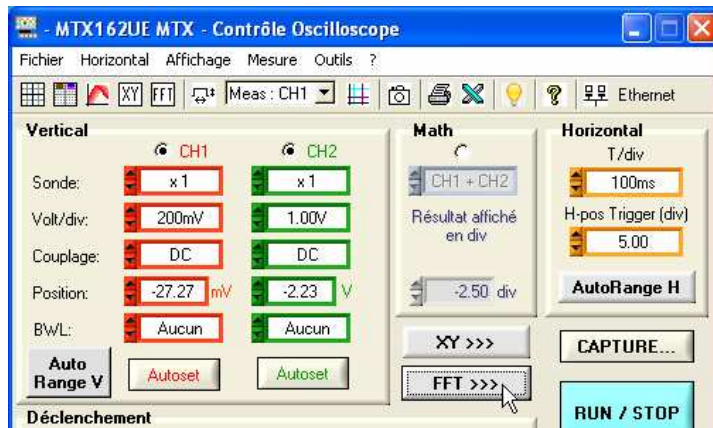 - MTX162UE MTX - Contrôle Oscilloscope
Fichier Horizontal Affichage Mesure Outils ?
XY FFT Meas : CH1 ? Ethernet
Vertical
CH1 CH2
Sonde: x 1 x 1
Volt/div: 200mV 1.00V
Couplage: DC DC
Position: -27.27 mV -2.23 V
BWL: Aucun Aucun
Auto Range V
Autoset Autoset
Math
CH1 + CH2
Résultat affiché
en div
-2.50 div
XY >>>
FFT >>>
Horizontal
T/div
100ms
H-pos Trigger (div)
5.00
AutoRange H
CAPTURE...
RUN / STOP
Déclenchement